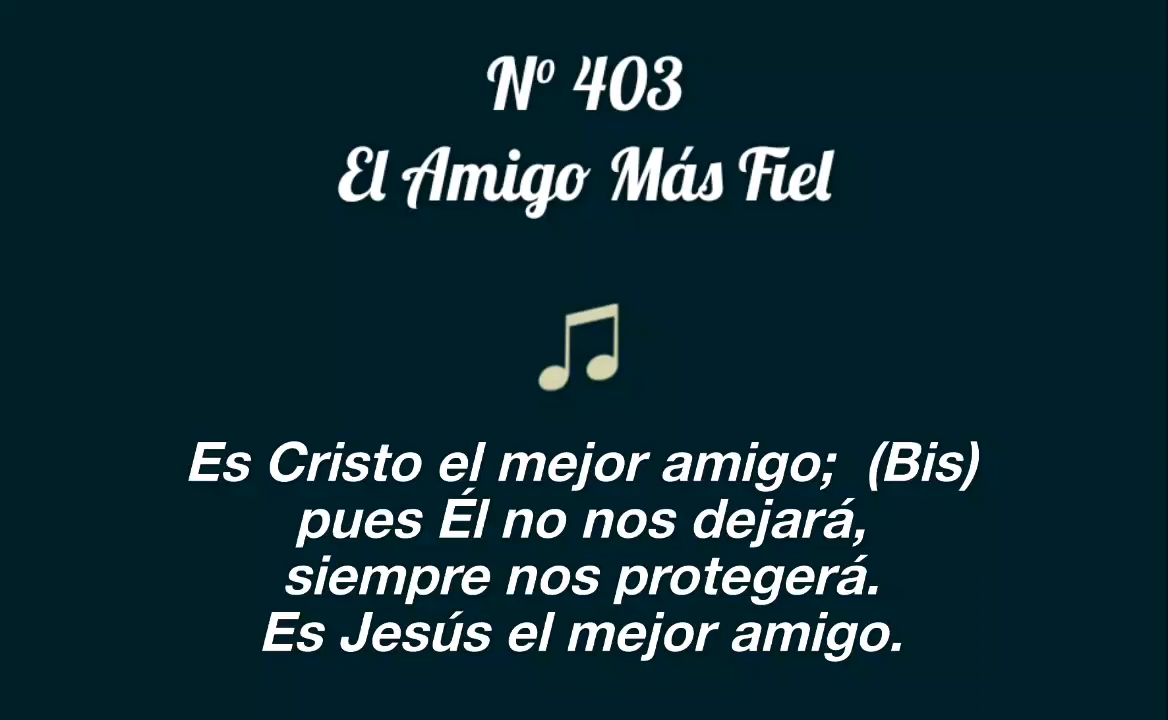 Nº 403
El Amigo Más Fiel
Es Cristo el mejor amigo; (Bis)
pues Él no nos dejará,
siempre nos protegerá.
Es Jesús el mejor amigo.